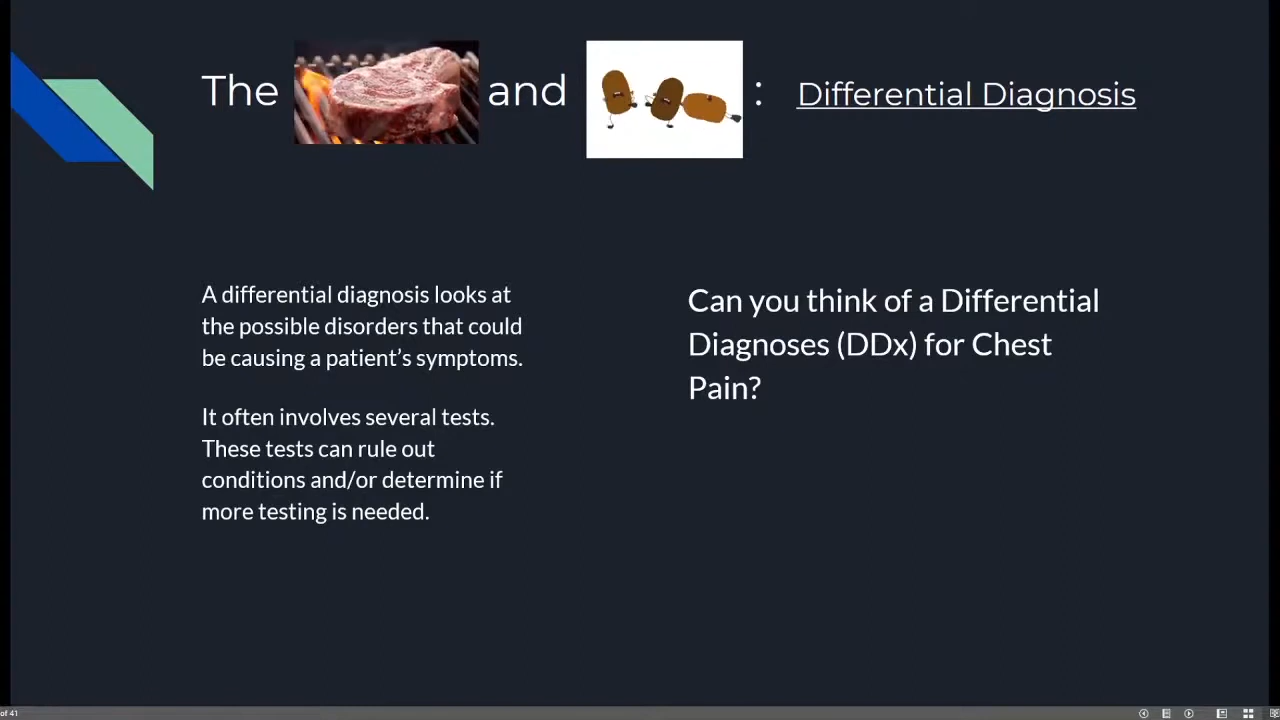 The and : Differential Diagnosis
A differential diagnosis looks at
the possible disorders that could
be causing a patient’s symptoms.
It often involves several tests.
These tests can rule out
conditions and/or determine if
more testing is needed.
Can you think of a Differential
Diagnoses (DDx) for Chest
Pain?
of 41